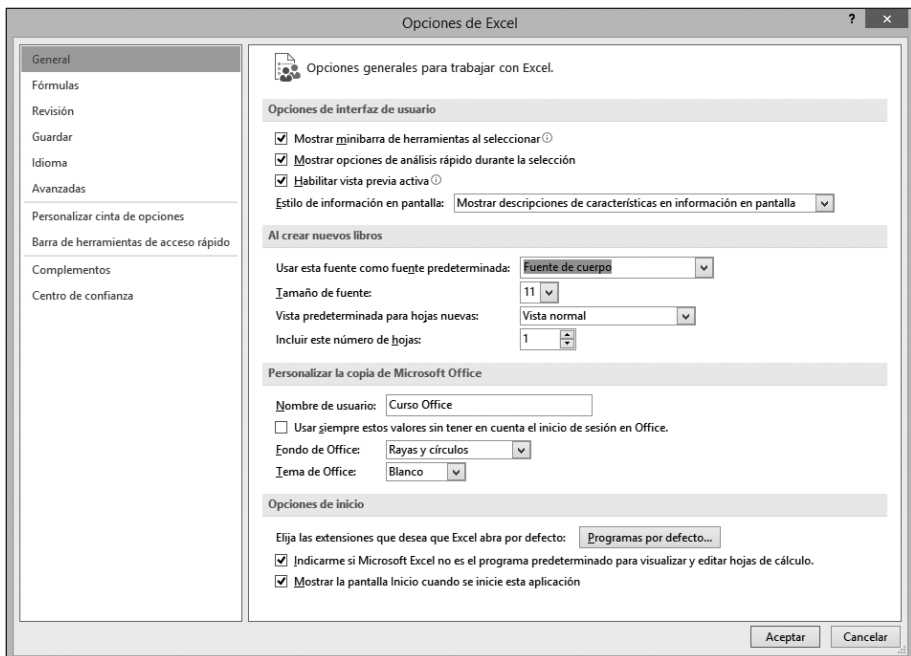 Opciones de Excel
?
General
Fórmulas
Revisión
Guardar
Idioma
Avanzadas
Personalizar cinta de opciones
Barra de herramientas de acceso rápido
Complementos
Centro de confianza
Opciones generales para trabajar con Excel.
Opciones de interfaz de usuario
Mostrar minibarra de herramientas al seleccionar
Mostrar opciones de análisis rápido durante la selección
Habilitar vista previa activa
Estilo de información en pantalla: Mostrar descripciones de características en información en pantalla
Al crear nuevos libros
Usar esta fuente como fuente predeterminada: Fuente de cuerpo
Tamaño de fuente: 11
Vista predeterminada para hojas nuevas: Vista normal
Incluir este número de hojas: 1
Personalizar la copia de Microsoft Office
Nombre de usuario: Curso Office
Usar siempre estos valores sin tener en cuenta el inicio de sesión en Office.
Fondo de Office: Rayas y círculos
Tema de Office: Blanco
Opciones de inicio
Elija las extensiones que desea que Excel abra por defecto: Programas por defecto...
Indicarme si Microsoft Excel no es el programa predeterminado para visualizar y editar hojas de cálculo.
Mostrar la pantalla Inicio cuando se inicie esta aplicación
Aceptar Cancelar